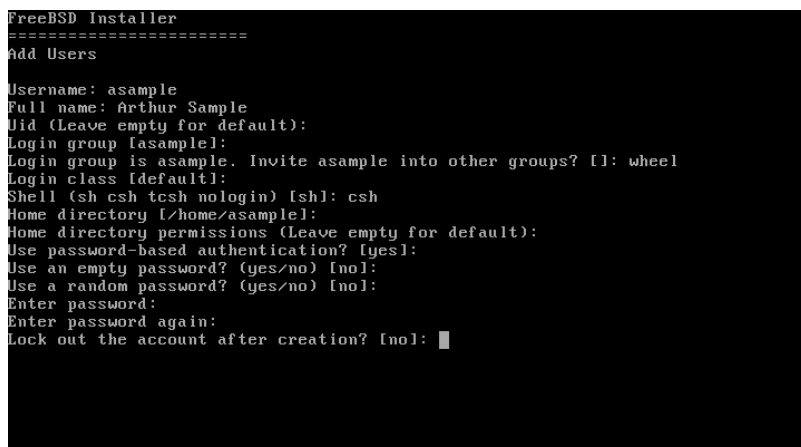 FreeBSD Installer
========================
Add Users
Username: asample
Full name: Arthur Sample
Uid (Leave empty for default):
Login group [asample]:
Login group is asample. Invite asample into other groups? []: wheel
Login class [default]:
Shell (sh csh tcsh nologin) [sh]: csh
Home directory [/home/asample]:
Home directory permissions (Leave empty for default):
Use password-based authentication? [yes]:
Use an empty password? (yes/no) [no]:
Use a random password? (yes/no) [no]:
Enter password:
Enter password again:
Lock out the account after creation? [no]: